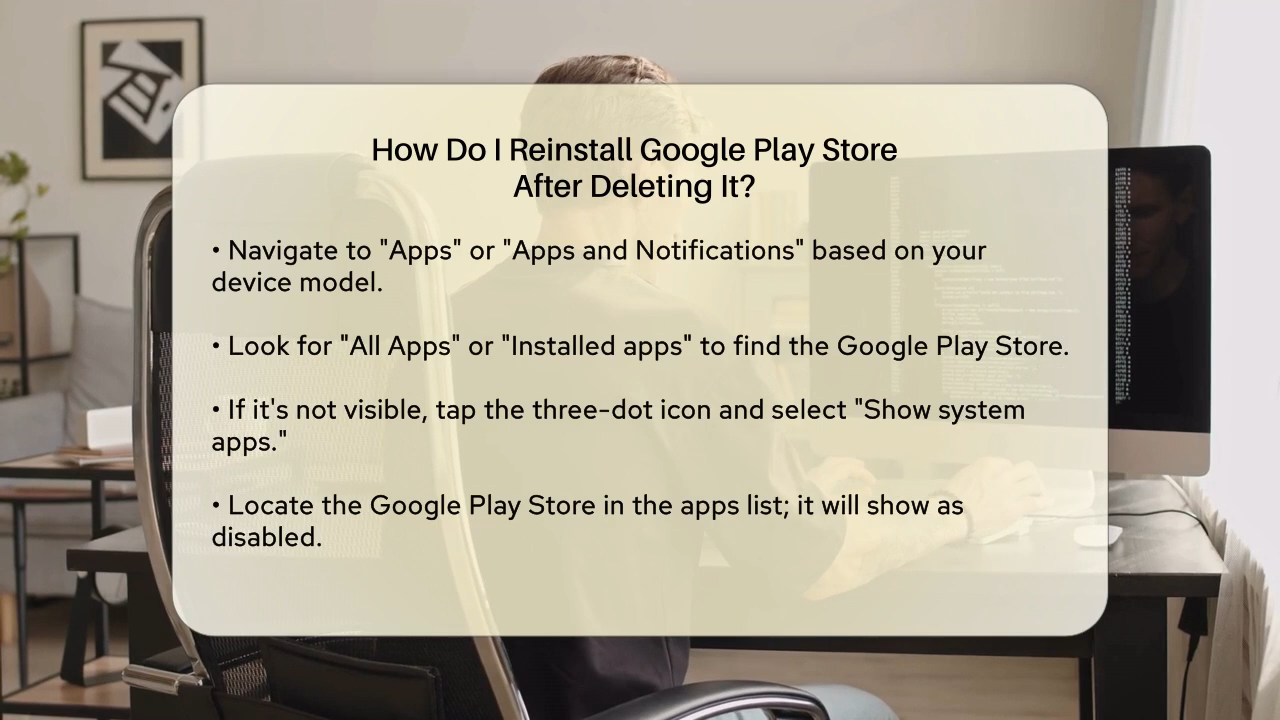 How Do I Reinstall Google Play Store
After Deleting It?
• Navigate to "Apps" or "Apps and Notifications" based on your
device model.
• Look for "All Apps" or "Installed apps" to find the Google Play Store.
• If it's not visible, tap the three-dot icon and select "Show system
apps."
• Locate the Google Play Store in the apps list; it will show as
disabled.